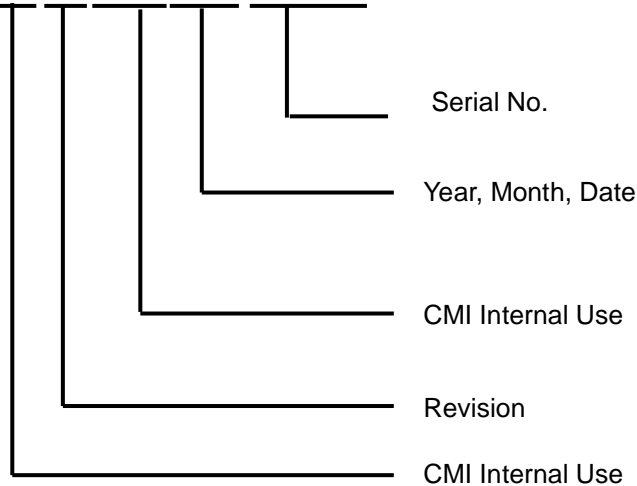 Serial No.
Year, Month, Date
CMI Internal Use
Revision
CMI Internal Use